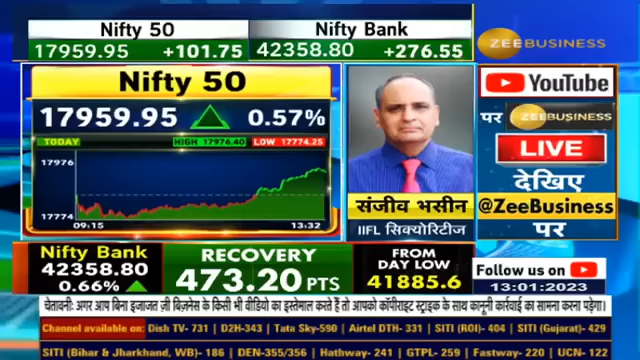 Nifty 50
17959.95 +101.75
Nifty Bank
42358.80 +276.55
ZEEBUSINESS
Nifty 50
17959.95 0.57%
TODAY HIGH 17976.40 LOW 17774.25
17976
17774
09:15 13:32
संजीव भसीन
IIFL सिक्योरिटीज
YouTube
पर ZEEBUSINESS
LIVE
देखिए
@ZeeBusiness
पर
Nifty Bank
42358.80
0.66%
RECOVERY
473.20 PTS
FROM
DAY LOW
41885.6
Follow us on
13:01:2023
चेतावनी: अगर आप बिना इजाजत ज़ी बिज़नेस के किसी भी वीडियो का इस्तेमाल करते हैं तो आपको कॉपीराइट स्ट्राइक के साथ कानूनी कार्रवाई का सामना करना पड़ेगा।
Channel available on: Dish TV- 731 | D2H-343 | Tata Sky-590 | Airtel DTH- 331 | SITI (ROI) - 404 | SITI (Gujarat) - 429
SITI (Bihar & Jharkhand, WB)- 186 | DEN-355/356 | Hathway- 241 | GTPL- 259 | Fastway- 220 | UCN- 122